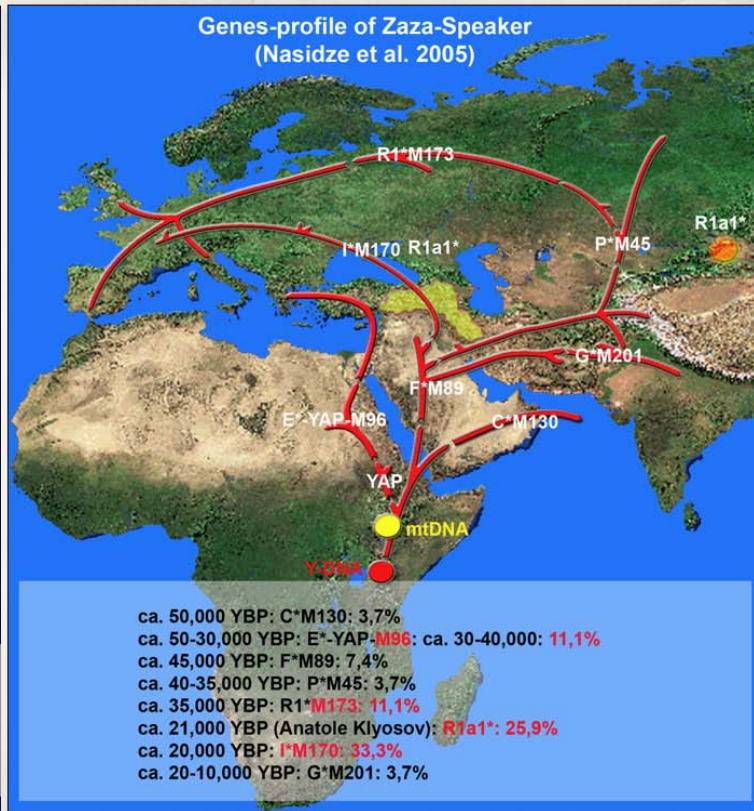 Genes-profile of Zaza-Speaker
(Nasidze et al. 2005)
R1*M173
R1a1*
P*M45
I*M170 R1a1*
G*M201
F*M89
E*-YAP-M96
C*M130
YAP
mtDNA
Y-DNA
ca. 50,000 YBP: C*M130: 3,7%
ca. 50-30,000 YBP: E*-YAP-M96: ca. 30-40,000: 11,1%
ca. 45,000 YBP: F*M89: 7,4%
ca. 40-35,000 YBP: P*M45: 3,7%
ca. 35,000 YBP: R1*M173: 11,1%
ca. 21,000 YBP (Anatole Klyosov): R1a1*: 25,9%
ca. 20,000 YBP: I*M170: 33,3%
ca. 20-10,000 YBP: G*M201: 3,7%